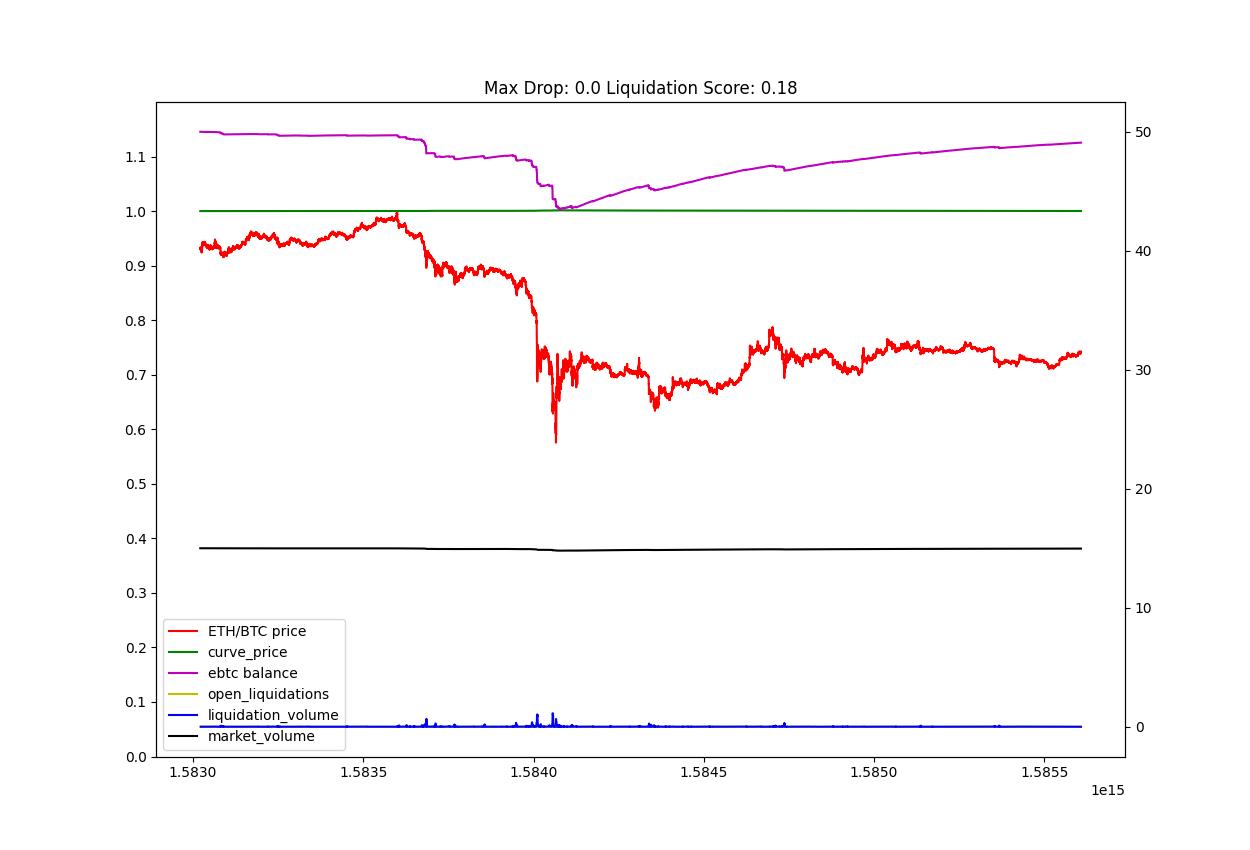 Max Drop: 0.0 Liquidation Score: 0.18
1.1
1.0
0.9
0.8
0.7
0.6
0.5
0.4
0.3
0.2
0.1
0.0
50
40
30
20
10
0
ETH/BTC price
curve_price
ebtc balance
open_liquidations
liquidation_volume
market_volume
1.5830 1.5835 1.5840 1.5845 1.5850 1.5855
1e15